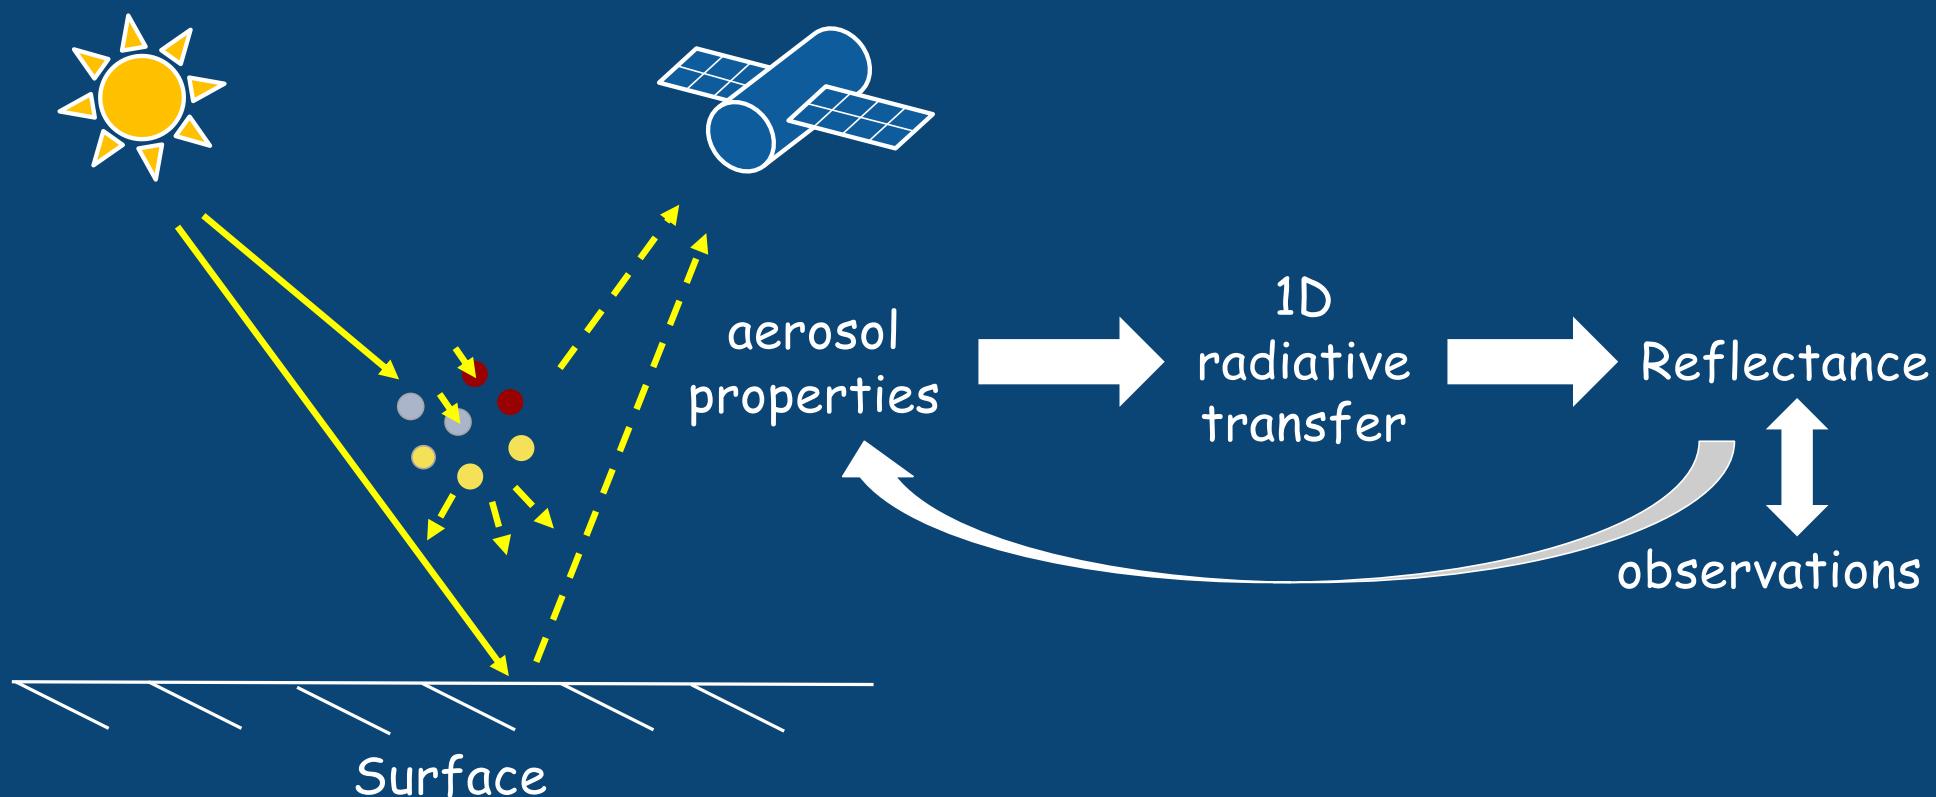 aerosol
properties
1D
radiative
transfer
Reflectance
observations
Surface